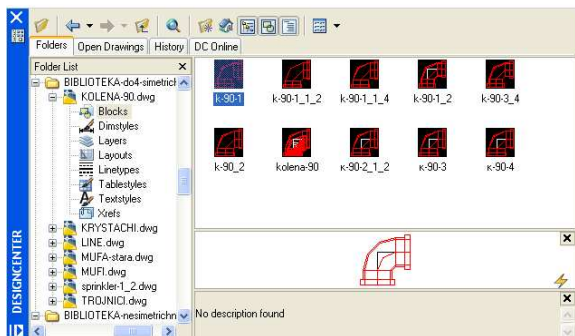 Folders Open Drawings History DC Online
Folder List
BIBLIOTEKA-do4-simetrich
KOLENA-90.dwg
Blocks
Dimstyles
Layers
Layouts
Linetypes
Tablestyles
Textstyles
Xrefs
KRYSTACHI.dwg
LINE.dwg
MUFA-stara.dwg
MUFI.dwg
sprinkler-1_2.dwg
TROJNICI.dwg
BIBLIOTEKA-nesimetrichn
k-90-1 k-90-1_1_2 k-90-1_1_4 k-90-1_2 k-90-3_4
k-90_2 kolena-90 к-90-2_1_2 к-90-3 к-90-4
No description found
DESIGNCENTER